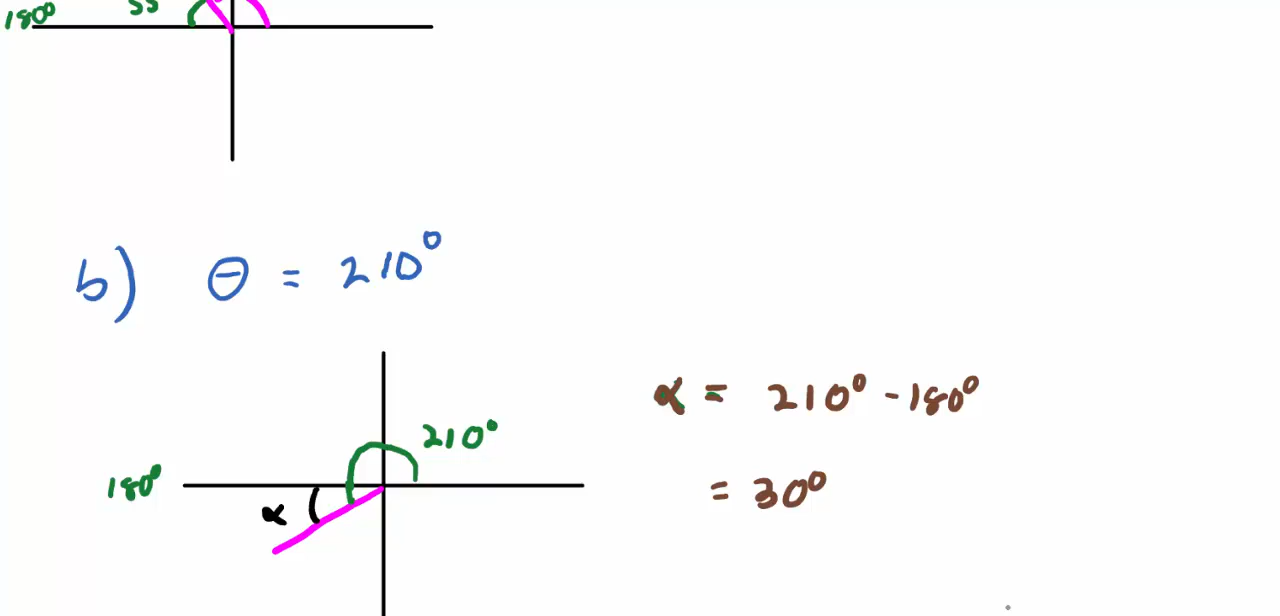 180°
b) θ = 210°
α = 210° - 180°
210°
180°
= 30°
α